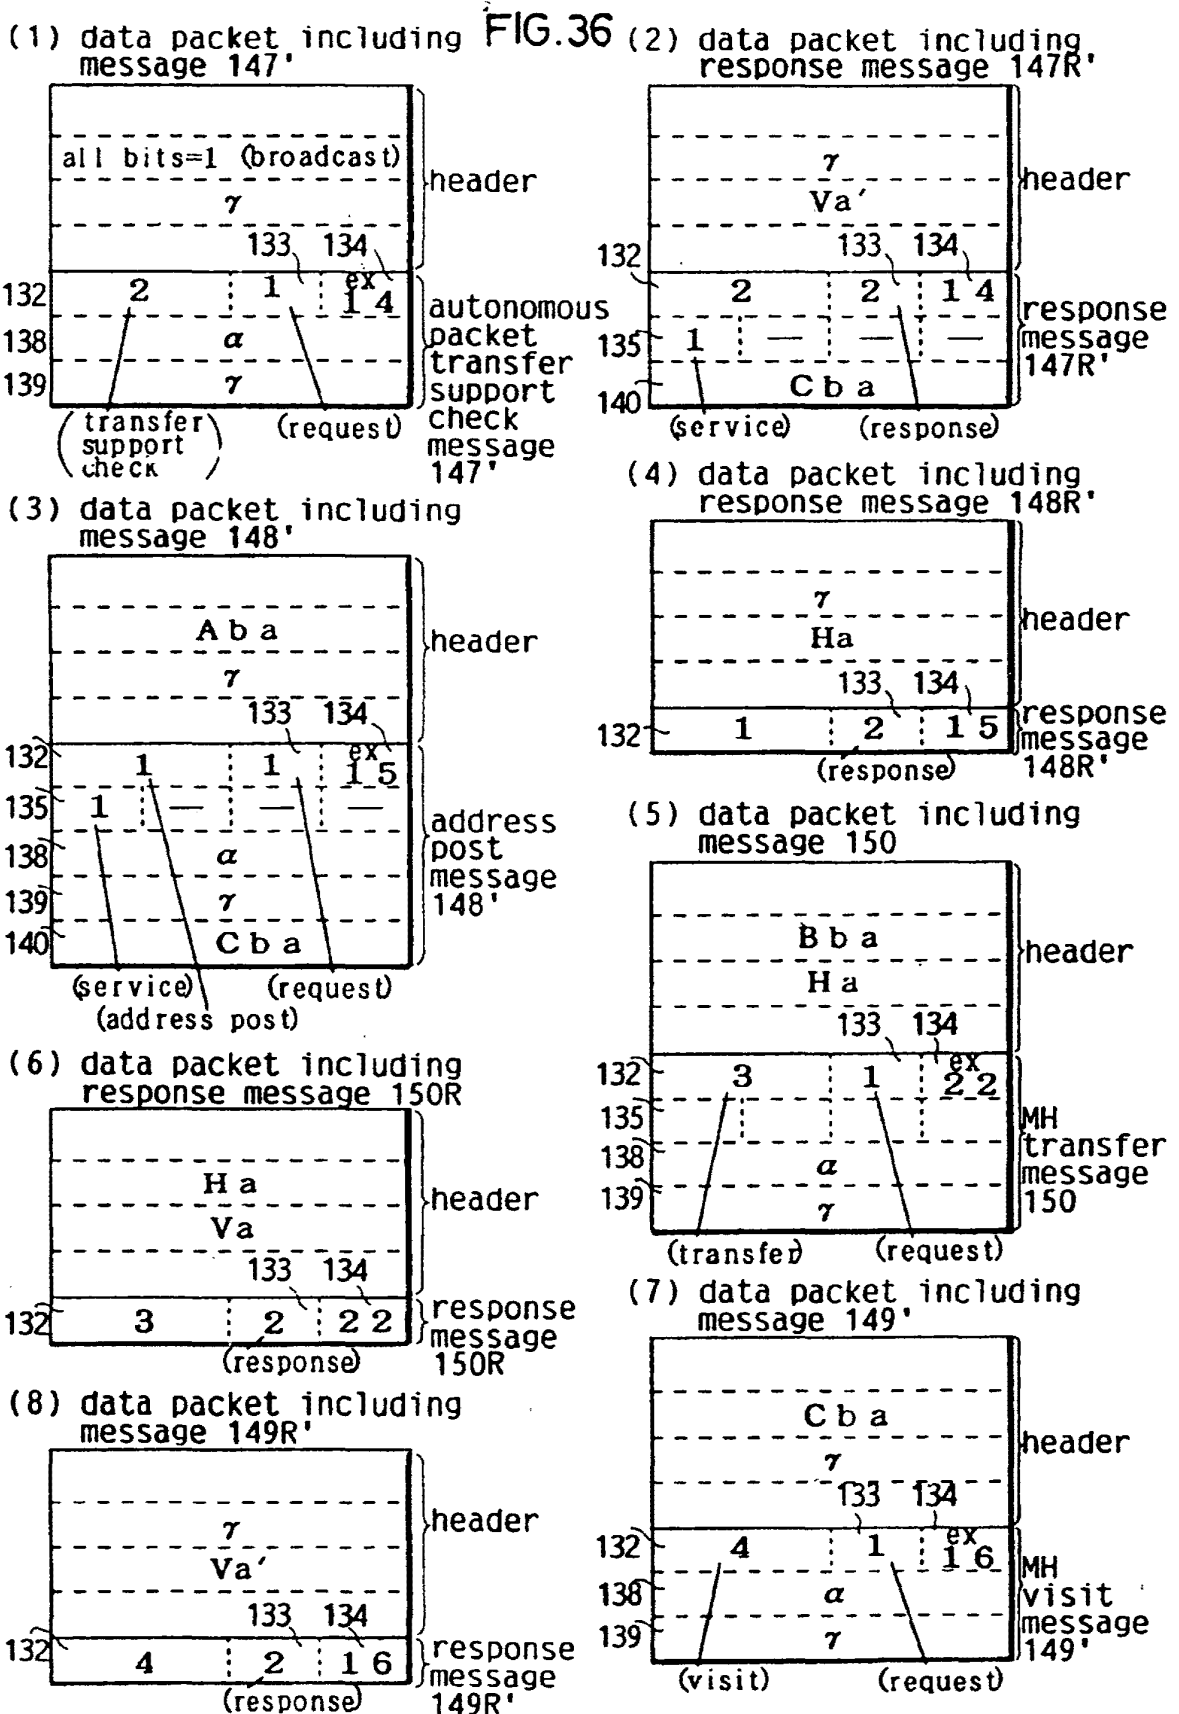 FIG.36
(1) data packet including
message 147'
all bits=1 (broadcast)
γ
133 134
header
132 2 1 ex 14
138 α
139 γ
autonomous
packet
transfer
support
check
message
147'
(transfer
support
check)
(request)
(2) data packet including
response message 147R'
γ
Va′
133 134
header
132 2 2 14
135 1 — — —
140 Cba
response
message
147R'
(service) (response)
(3) data packet including
message 148'
Aba
γ
133 134
header
132 1 1 ex 15
135 1 — — —
138 α
139 γ
140 Cba
address
post
message
148'
(service) (request)
(address post)
(4) data packet including
response message 148R'
γ
Ha
133 134
header
132 1 2 15
response
message
148R'
(response)
(5) data packet including
message 150
Bba
Ha
133 134
header
132 3 1 ex 22
135
138 α
139 γ
MH
transfer
message
150
(transfer) (request)
(6) data packet including
response message 150R
Ha
Va
133 134
header
132 3 2 22
response
message
150R
(response)
(7) data packet including
message 149'
Cba
γ
133 134
header
132 4 1 ex 16
138 α
139 γ
MH
visit
message
149'
(visit) (request)
(8) data packet including
message 149R'
γ
Va′
133 134
header
132 4 2 16
response
message
149R'
(response)